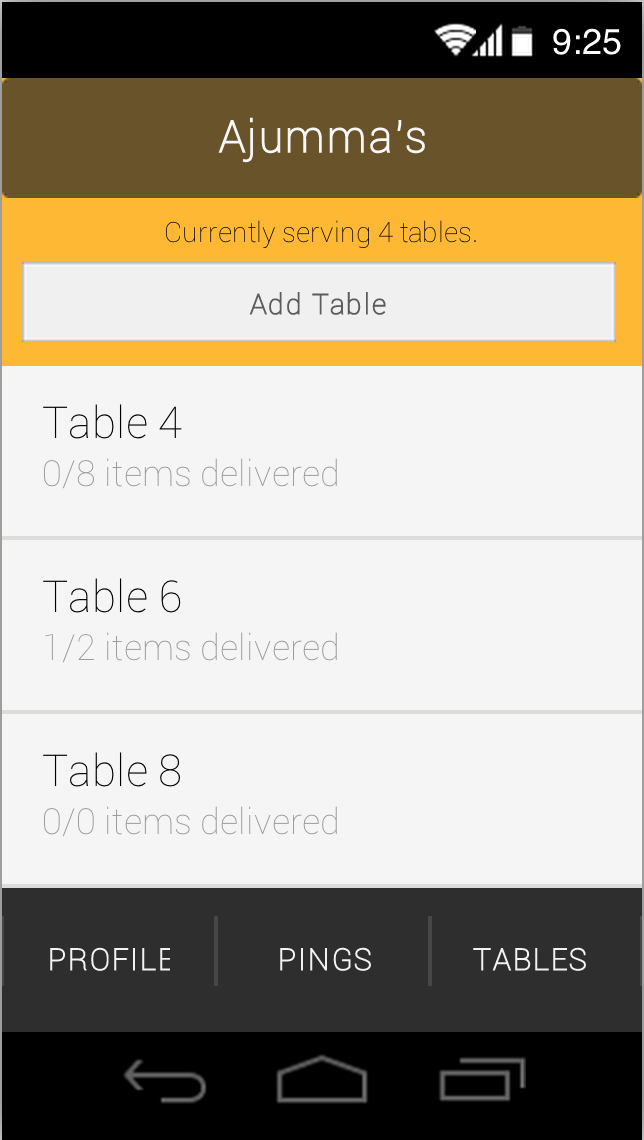 9:25
Ajumma's
Currently serving 4 tables.
Add Table
Table 4
0/8 items delivered
Table 6
1/2 items delivered
Table 8
0/0 items delivered
PROFILE
PINGS
TABLES